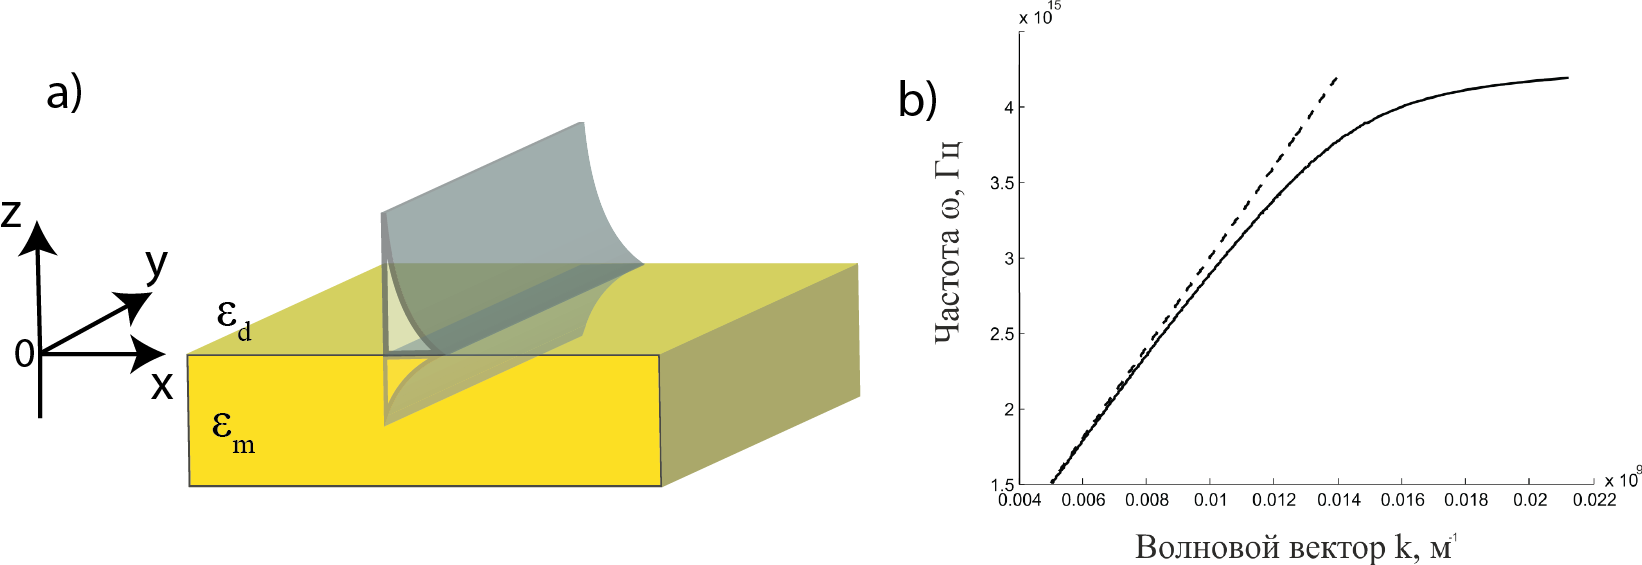 a)
z
y
0
x
εd
εm
b)
x 10^15
4
3.5
3
2.5
2
1.5
0.004 0.006 0.008 0.01 0.012 0.014 0.016 0.018 0.02 0.022
x 10^9
Частота ω, Гц
Волновой вектор k, м^-1